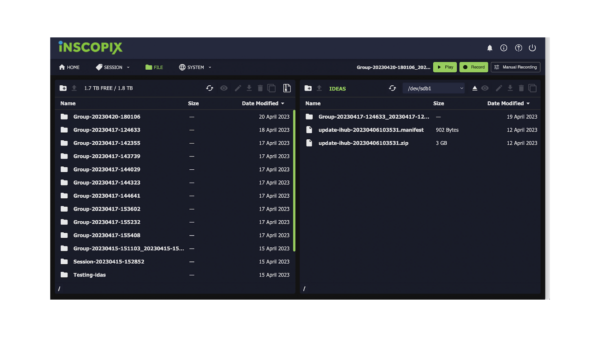 INSCOPIX
HOME SESSION FILE SYSTEM Group-20230420-180106_202... Play Record Manual Recording
1.7 TB FREE / 1.8 TB
Name Size Date Modified
Group-20230420-180106 — 20 April 2023
Group-20230417-124633 — 18 April 2023
Group-20230417-142355 — 17 April 2023
Group-20230417-143739 — 17 April 2023
Group-20230417-144029 — 17 April 2023
Group-20230417-144323 — 17 April 2023
Group-20230417-144641 — 17 April 2023
Group-20230417-153602 — 17 April 2023
Group-20230417-155232 — 17 April 2023
Group-20230417-155408 — 17 April 2023
Group-20230415-151103_20230415-15... — 15 April 2023
Session-20230415-152852 — 15 April 2023
Testing-idas — 15 April 2023
/
IDEAS /dev/sdb1
Name Size Date Modified
Group-20230417-124633_20230417-12... — 19 April 2023
update-ihub-20230406103531.manifest 902 Bytes 12 April 2023
update-ihub-20230406103531.zip 3 GB 12 April 2023
/